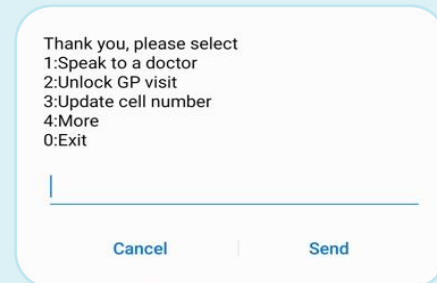 Thank you, please select
1:Speak to a doctor
2:Unlock GP visit
3:Update cell number
4:More
0:Exit
Cancel
Send